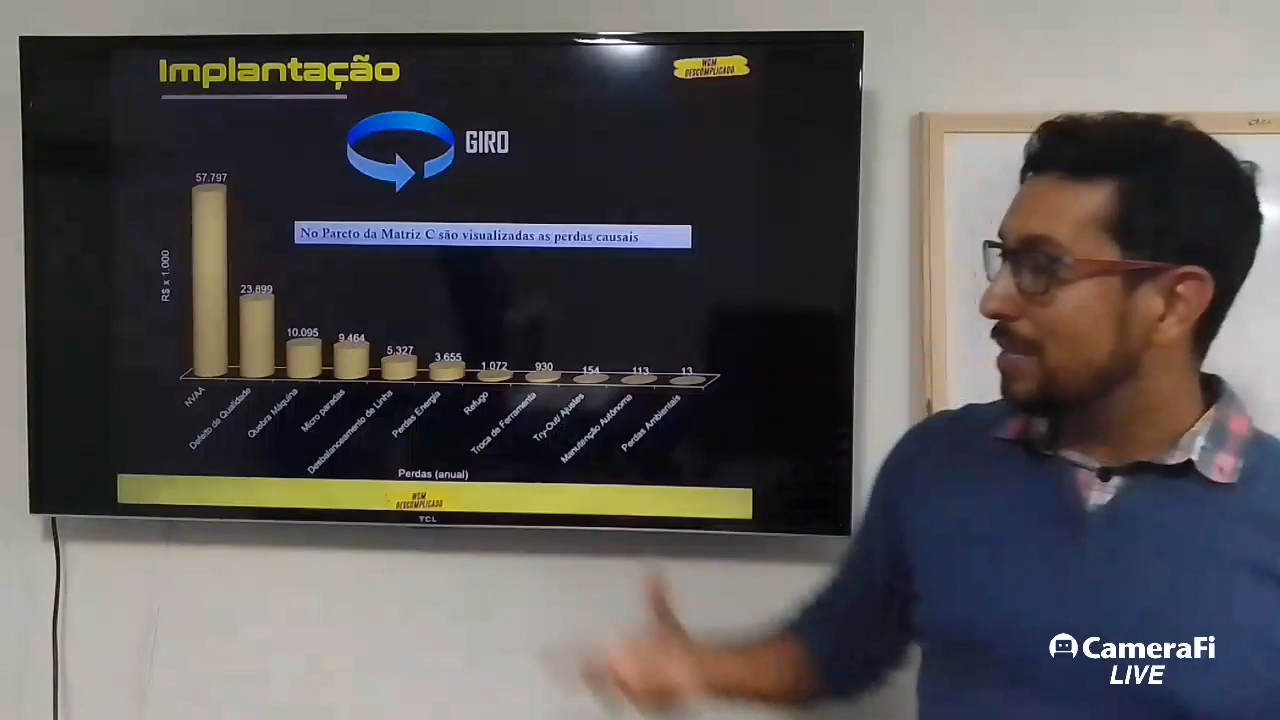 Implantação
WCM
DESCOMPLICADO
GIRO
57.797
No Pareto da Matriz C são visualizadas as perdas causais
R$ x 1.000
23.899
10.095
9.464
5.327
3.655
1.072
930
154
113
13
NVAA
Defeito de Qualidade
Quebra Máquina
Micro paradas
Desbalanceamento de Linha
Perdas Energia
Refugo
Troca de Ferramenta
Try-Out/ Ajustes
Manutenção Autônoma
Perdas Ambientais
Perdas (anual)
WCM
DESCOMPLICADO
TCL
CameraFi
LIVE